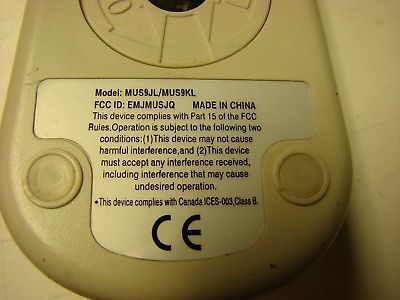 Model: MUS9JL/MUS9KL
FCC ID: EMJMUSJQ MADE IN CHINA
This device complies with Part 15 of the FCC
Rules.Operation is subject to the following two
conditions:(1)This device may not cause
harmful interference,and (2)This device
must accept any interference received,
including interference that may cause
undesired operation.
•This device complies with Canada ICES-003,Class B.
CE